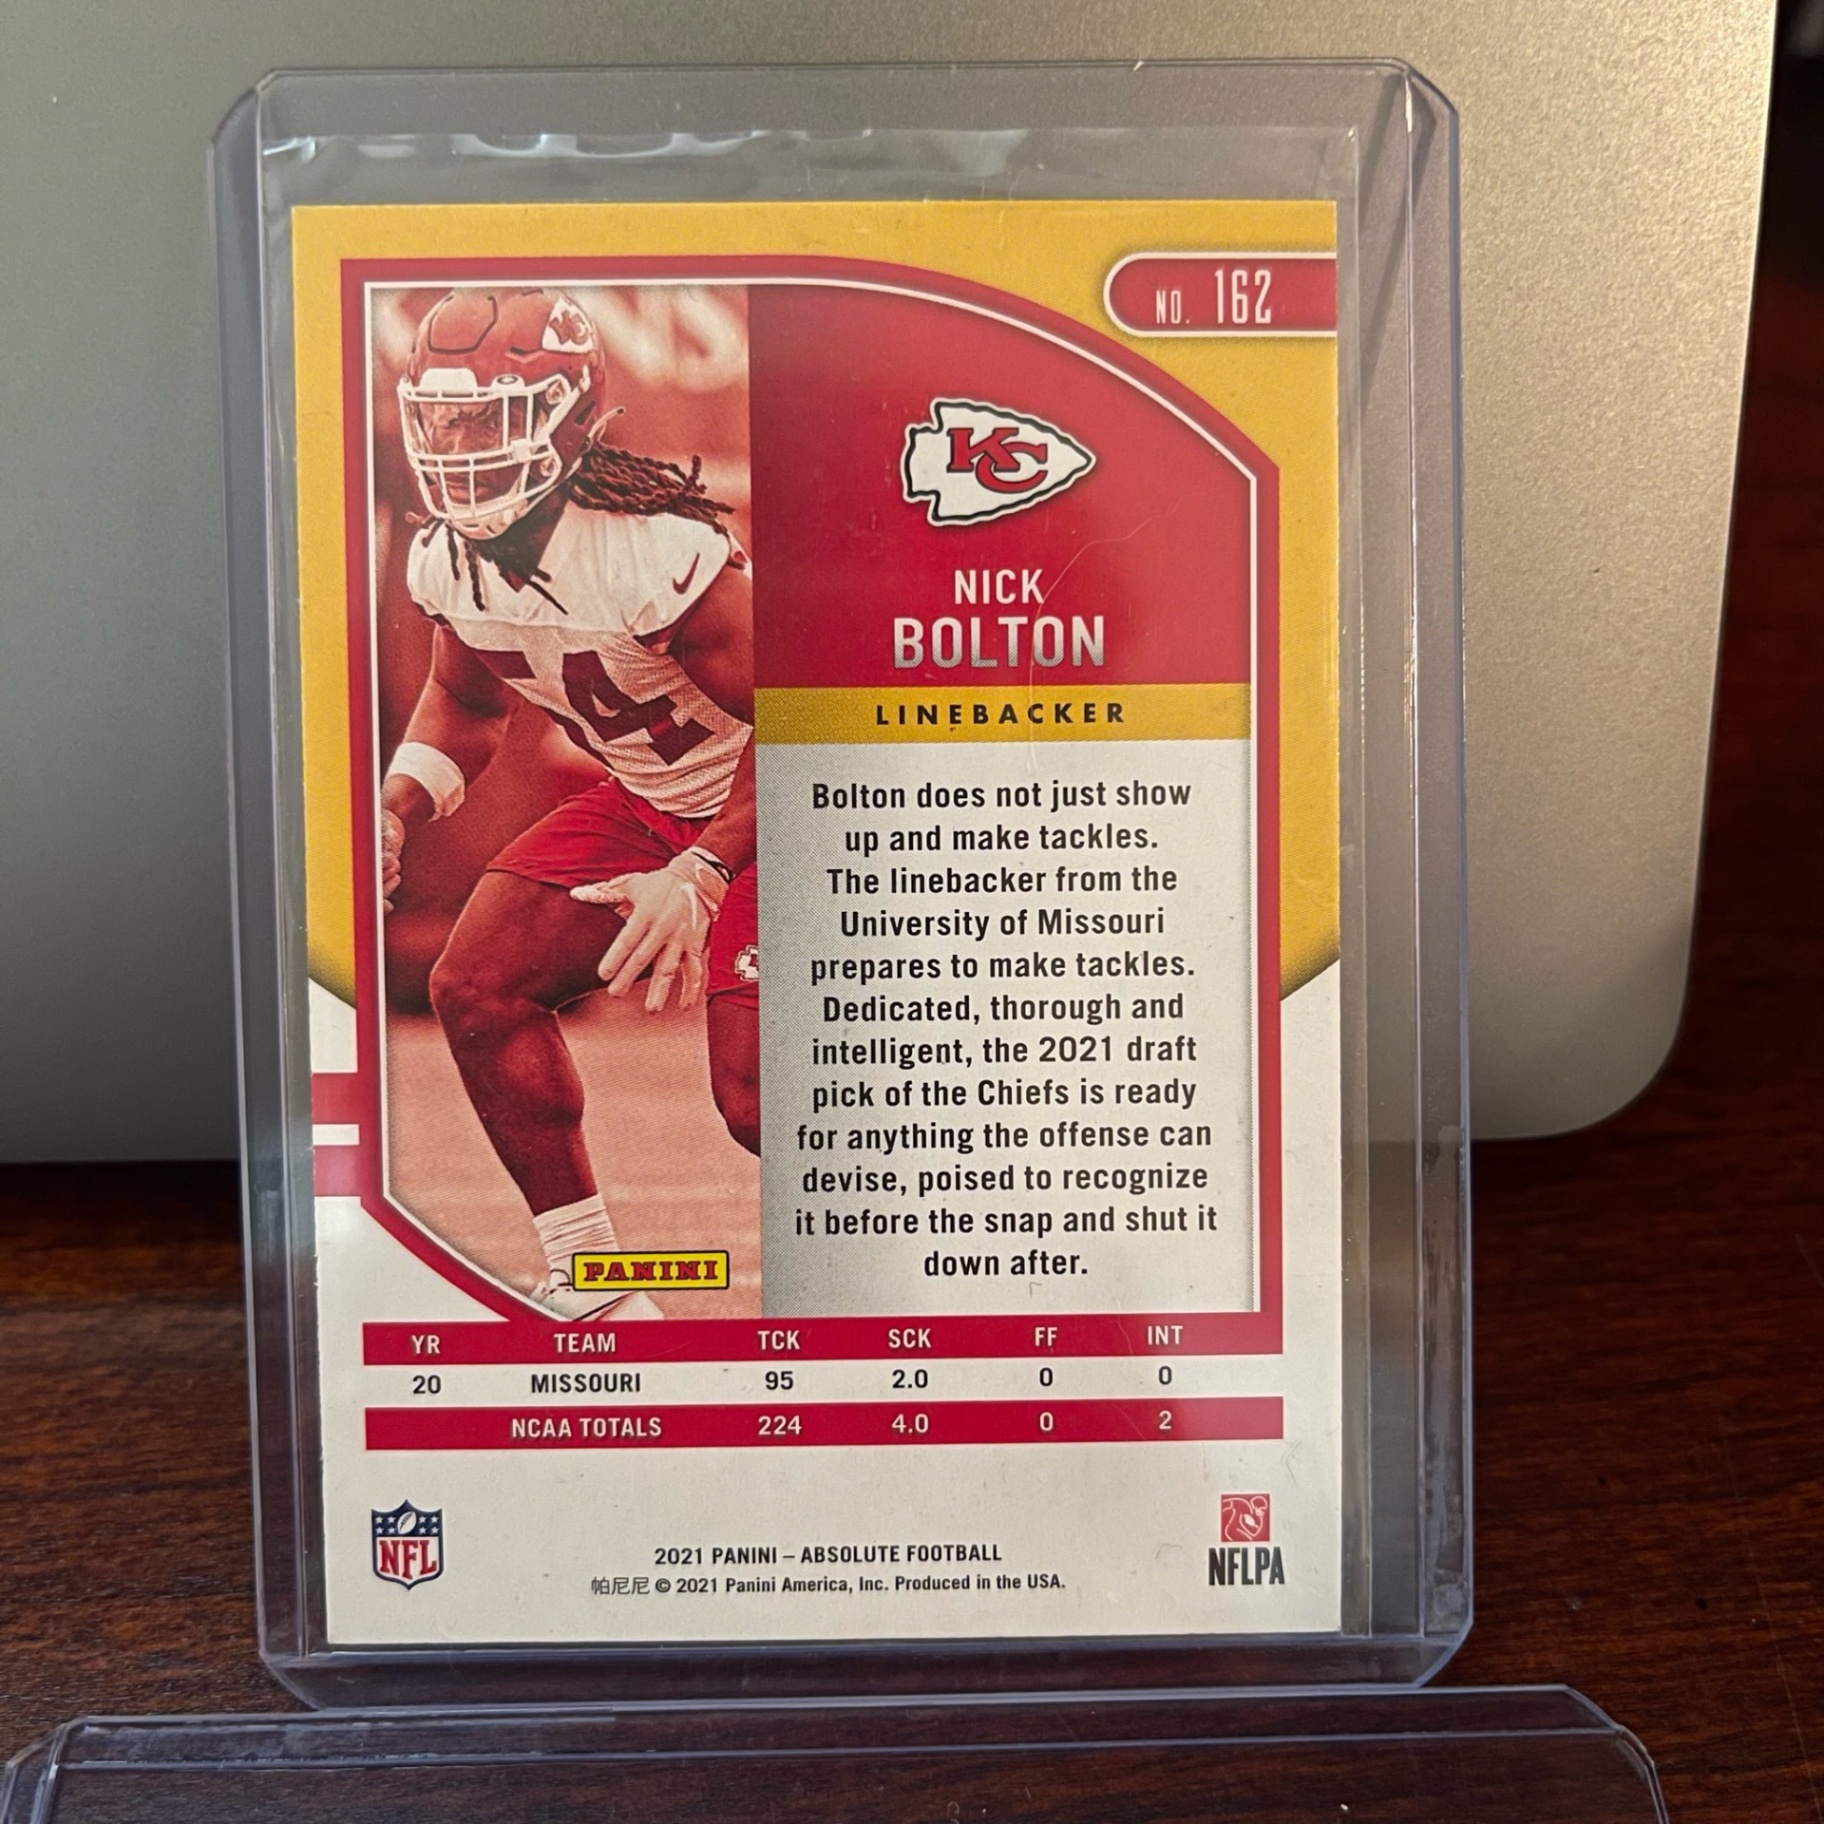 NO. 162
KC
NICK
BOLTON
LINEBACKER
54
Bolton does not just show
up and make tackles.
The linebacker from the
University of Missouri
prepares to make tackles.
Dedicated, thorough and
intelligent, the 2021 draft
pick of the Chiefs is ready
for anything the offense can
devise, poised to recognize
it before the snap and shut it
down after.
PANINI
YR TEAM TCK SCK FF INT
20 MISSOURI 95 2.0 0 0
NCAA TOTALS 224 4.0 0 2
NFL
NFLPA
2021 PANINI – ABSOLUTE FOOTBALL
帕尼尼 © 2021 Panini America, Inc. Produced in the USA.